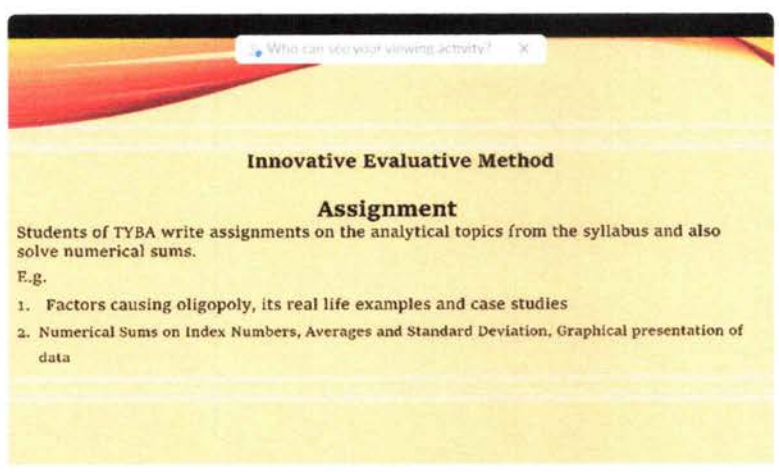 Who can see your viewing activity? ×
Innovative Evaluative Method
Assignment
Students of TYBA write assignments on the analytical topics from the syllabus and also
solve numerical sums.
E.g.
1. Factors causing oligopoly, its real life examples and case studies
2. Numerical Sums on Index Numbers, Averages and Standard Deviation, Graphical presentation of
data